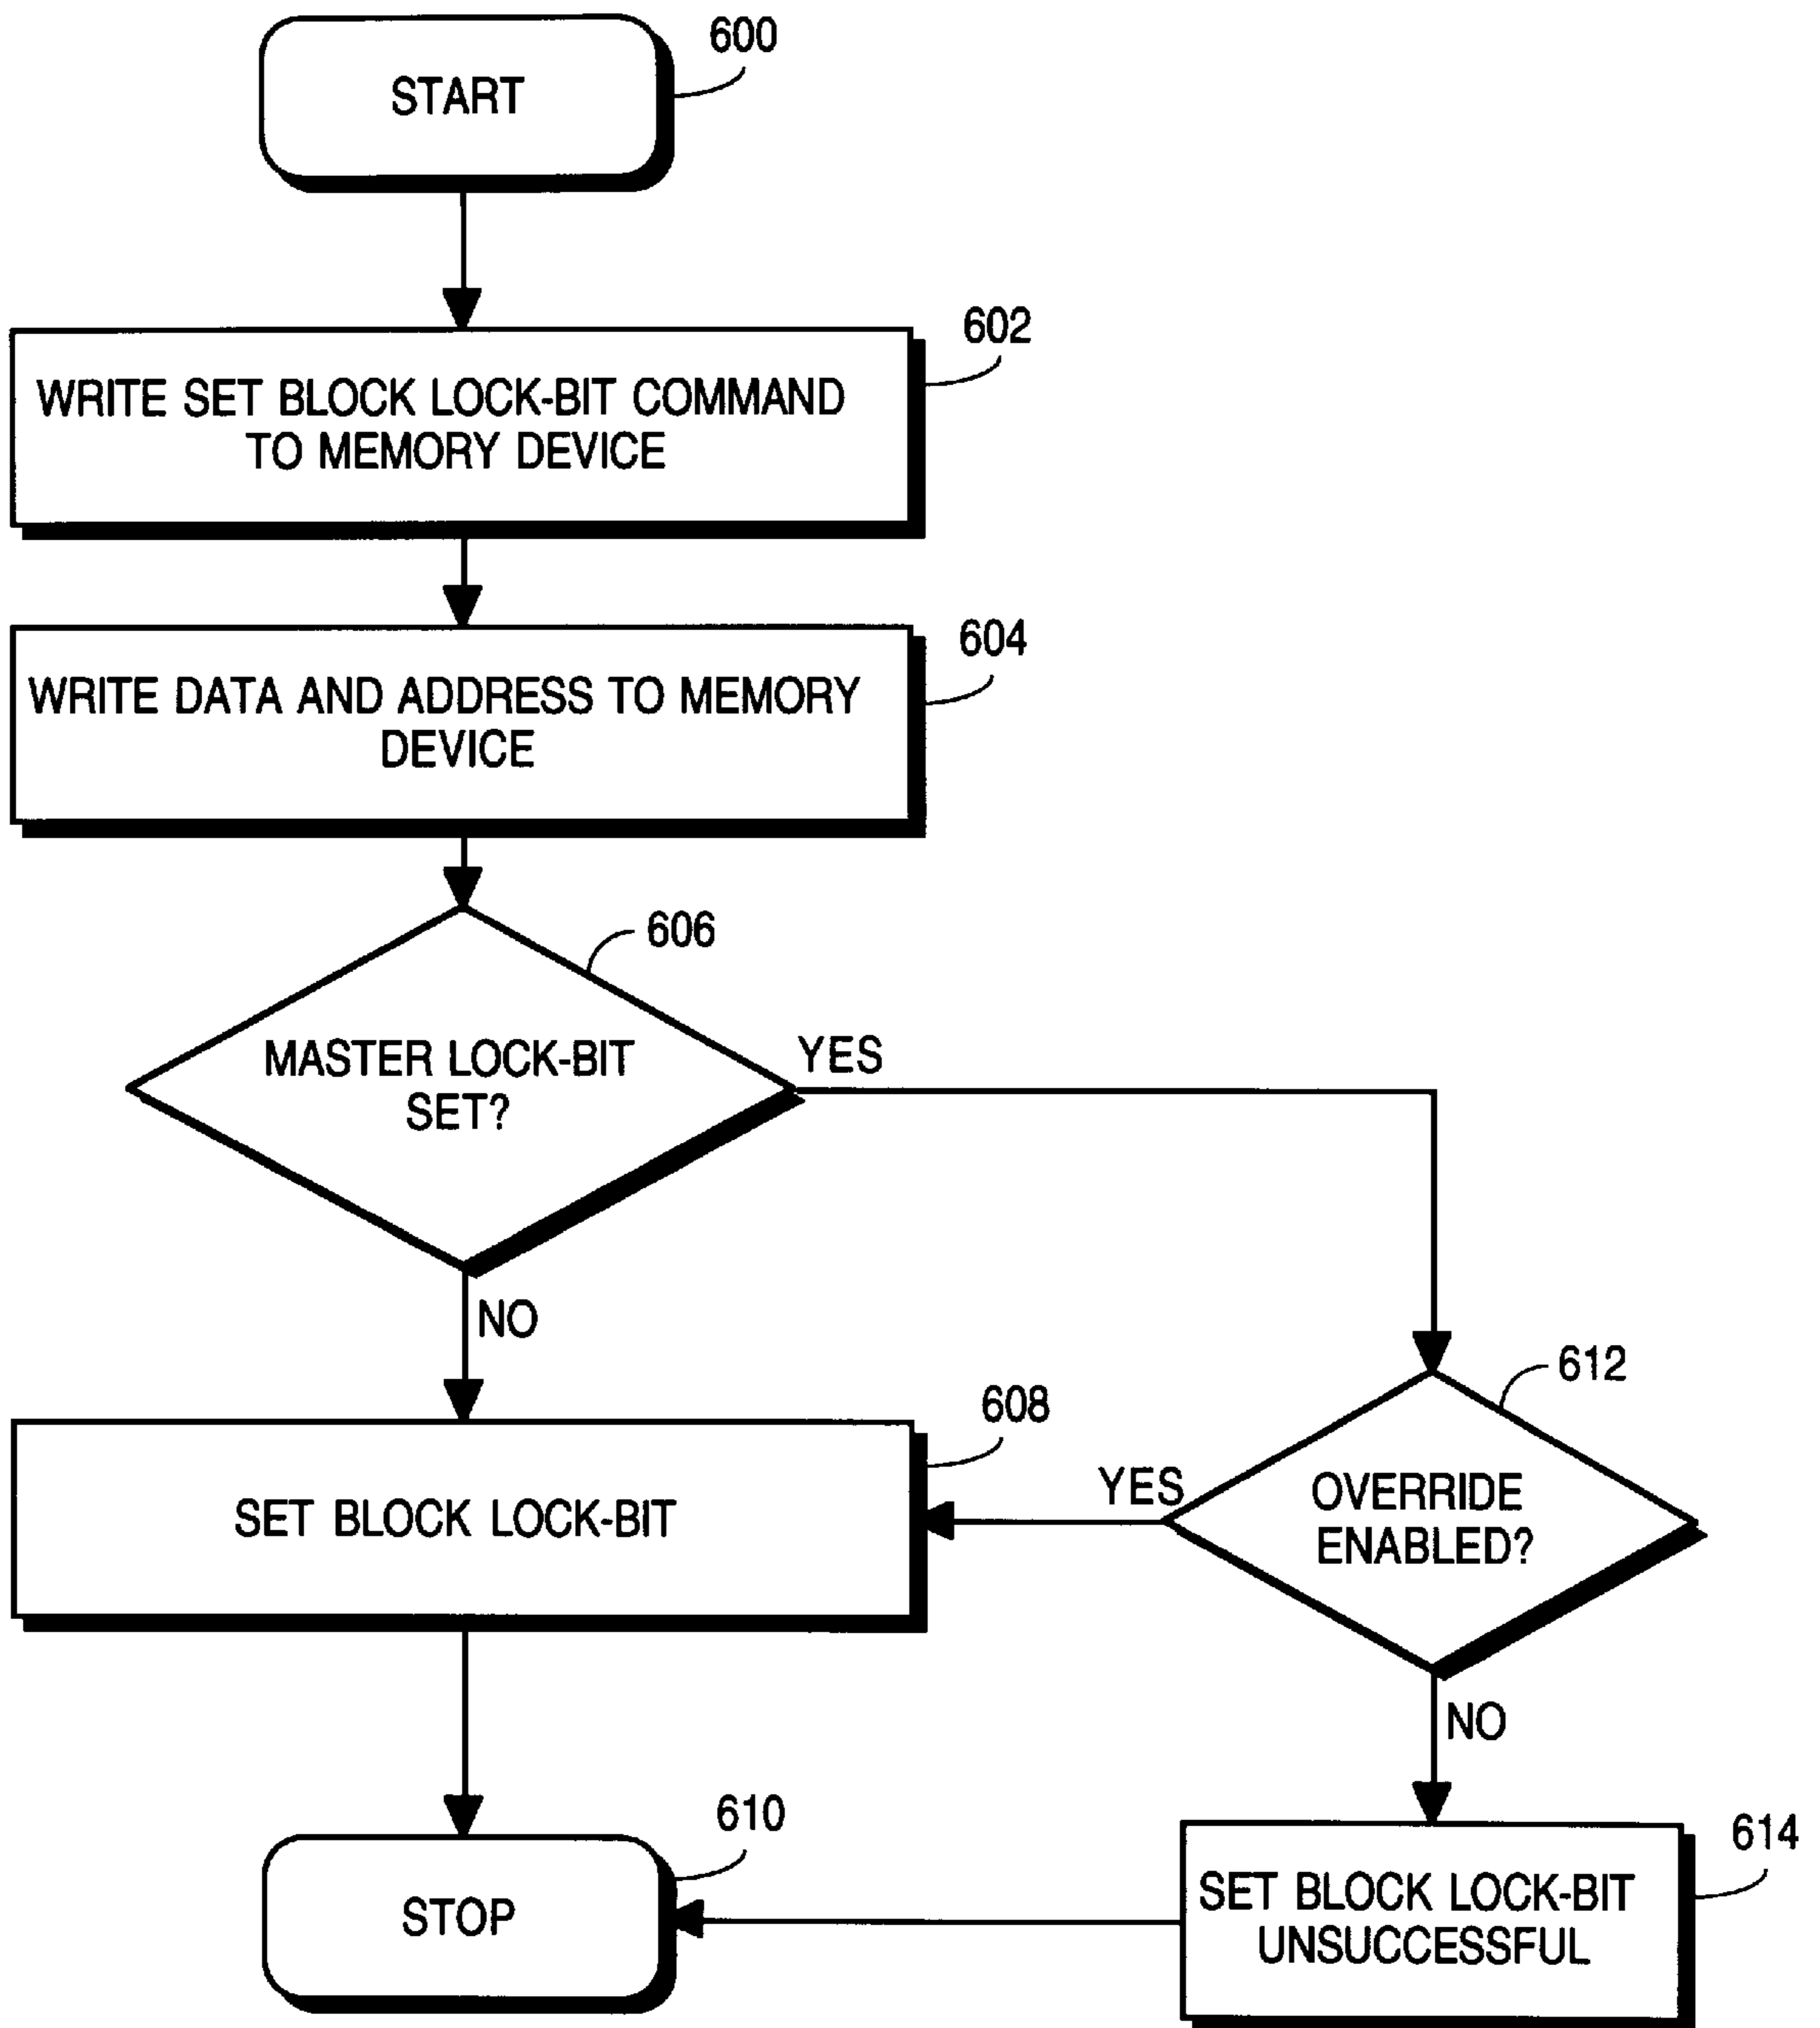 600
START
602
WRITE SET BLOCK LOCK-BIT COMMAND
TO MEMORY DEVICE
604
WRITE DATA AND ADDRESS TO MEMORY
DEVICE
606
MASTER LOCK-BIT
SET?
YES
NO
612
OVERRIDE
ENABLED?
YES
608
SET BLOCK LOCK-BIT
NO
610
STOP
614
SET BLOCK LOCK-BIT
UNSUCCESSFUL